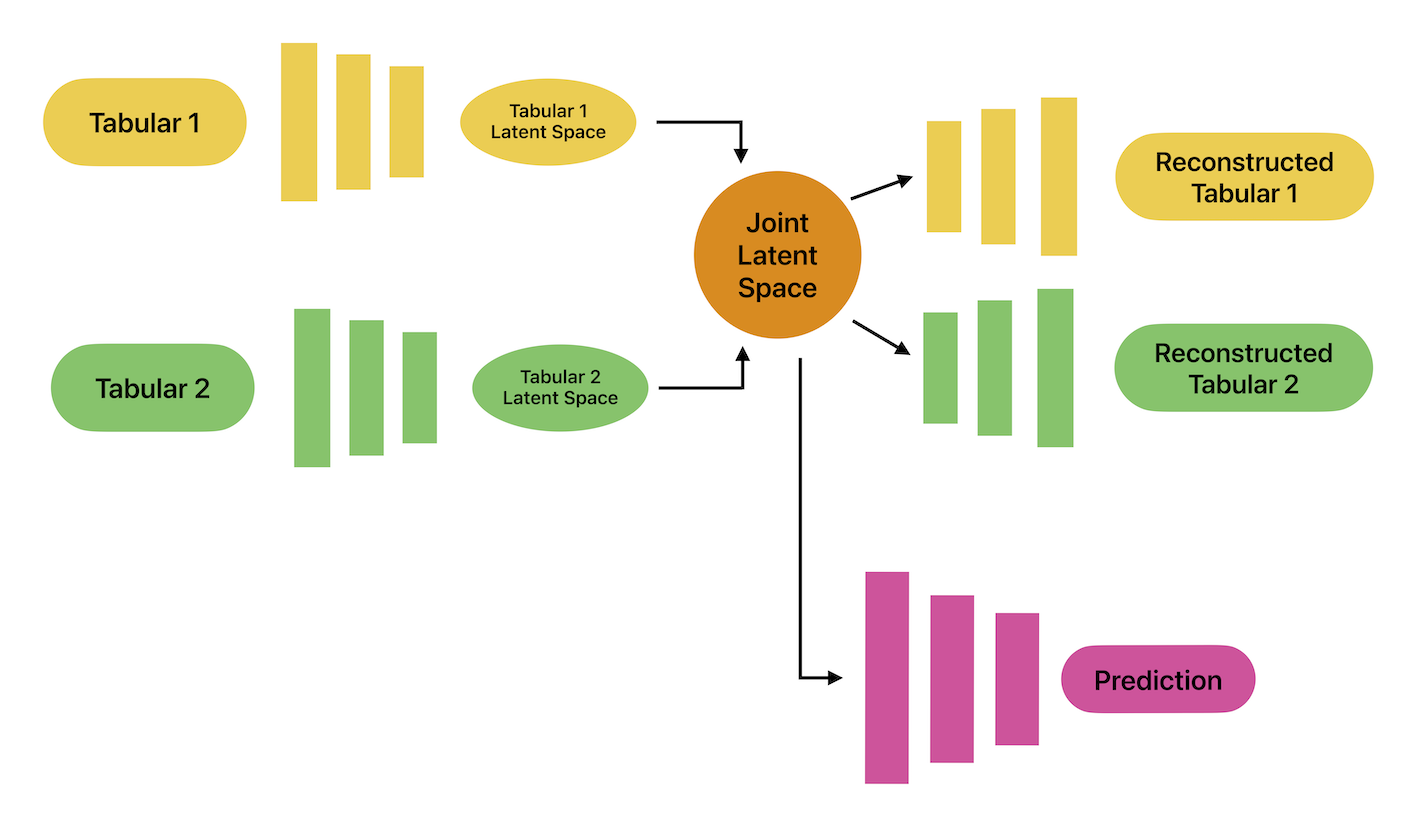 Tabular 1
Tabular 1
Latent Space
Joint
Latent
Space
Reconstructed
Tabular 1
Tabular 2
Tabular 2
Latent Space
Reconstructed
Tabular 2
Prediction